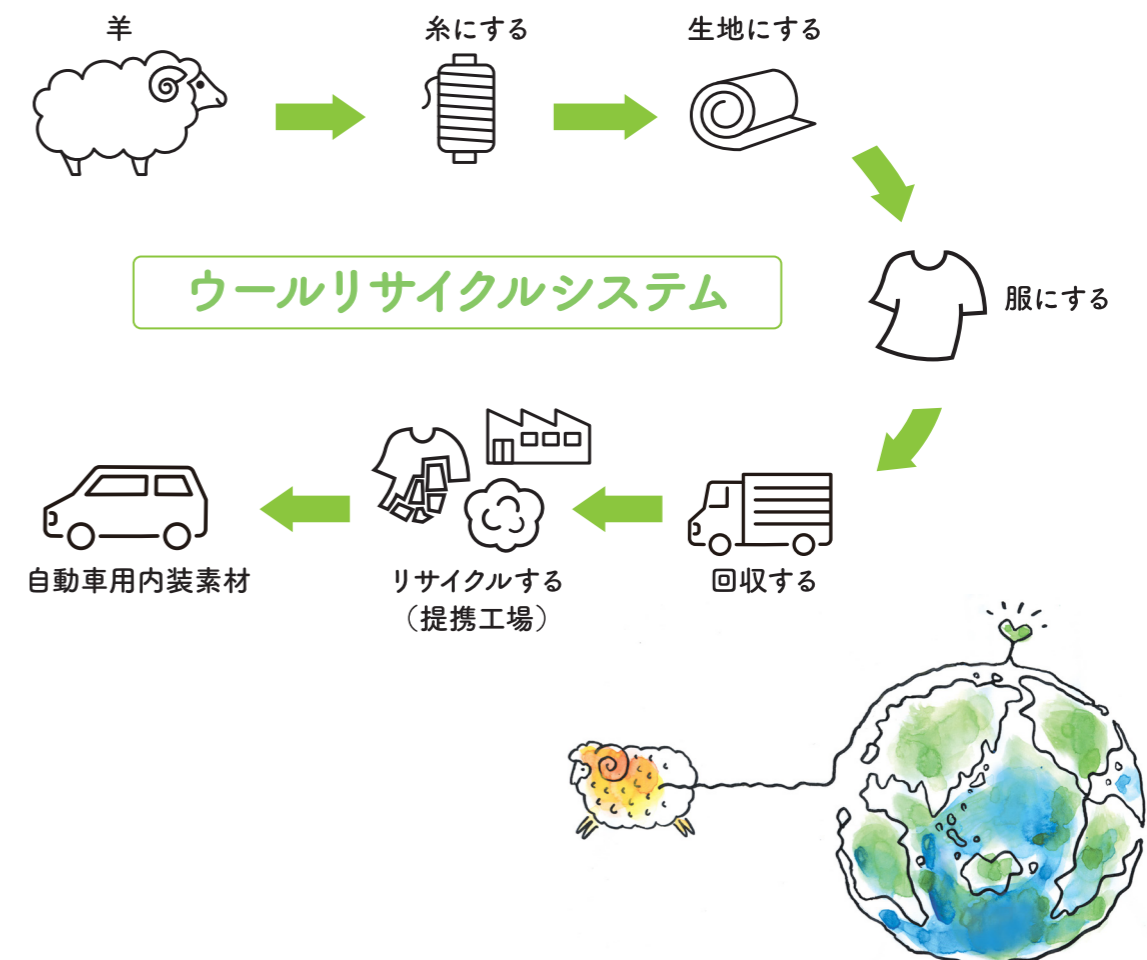 羊
糸にする
生地にする
ウールリサイクルシステム
服にする
自動車用内装素材
リサイクルする
（提携工場）
回収する